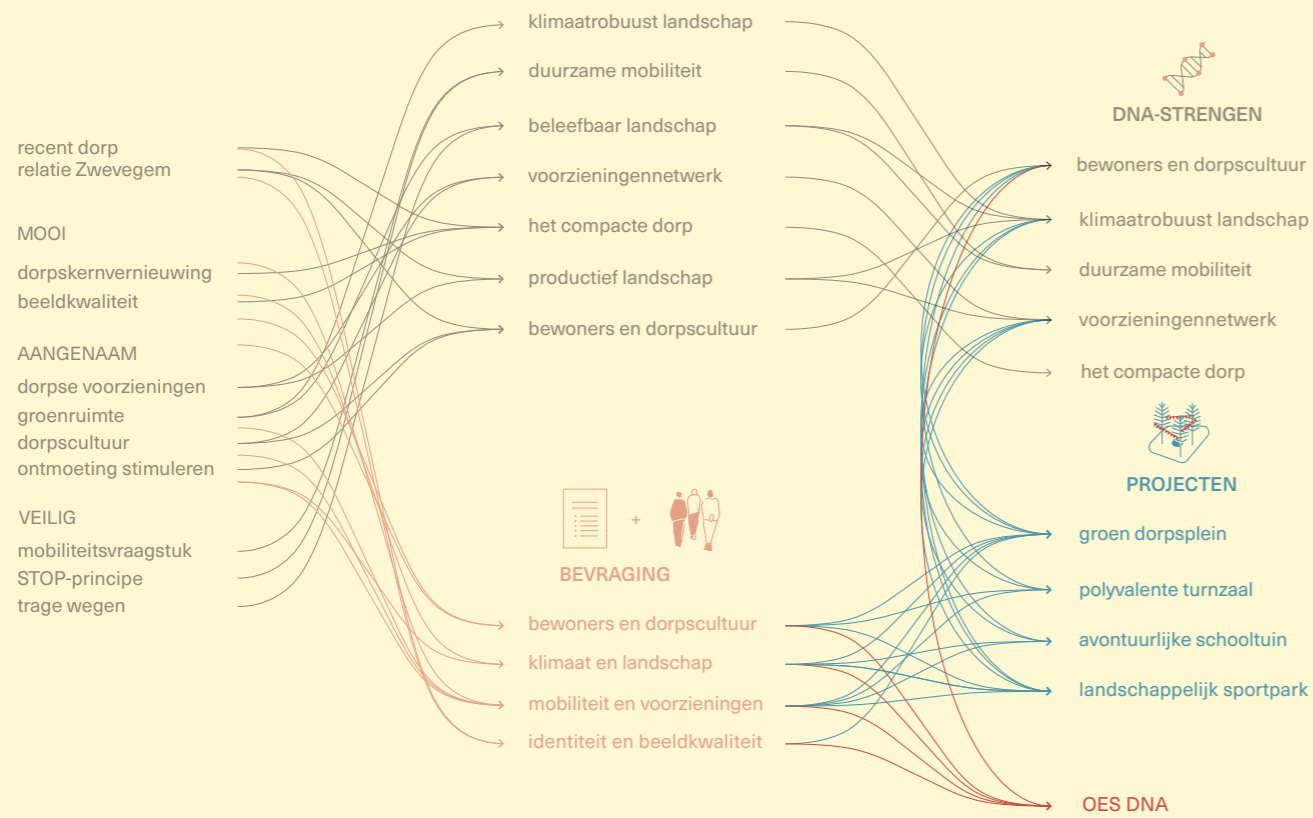 recent dorp
relatie Zwevegem
MOOI
dorpskernvernieuwing
beeldkwaliteit
AANGENAAM
dorpse voorzieningen
groenruimte
dorpscultuur
ontmoeting stimuleren
VEILIG
mobiliteitsvraagstuk
STOP-principe
trage wegen
klimaatrobuust landschap
duurzame mobiliteit
beleefbaar landschap
voorzieningennetwerk
het compacte dorp
productief landschap
bewoners en dorpscultuur
+
BEVRAGING
bewoners en dorpscultuur
klimaat en landschap
mobiliteit en voorzieningen
identiteit en beeldkwaliteit
DNA-STRENGEN
bewoners en dorpscultuur
klimaatrobuust landschap
duurzame mobiliteit
voorzieningennetwerk
het compacte dorp
PROJECTEN
groen dorpsplein
polyvalente turnzaal
avontuurlijke schooltuin
landschappelijk sportpark
OES DNA